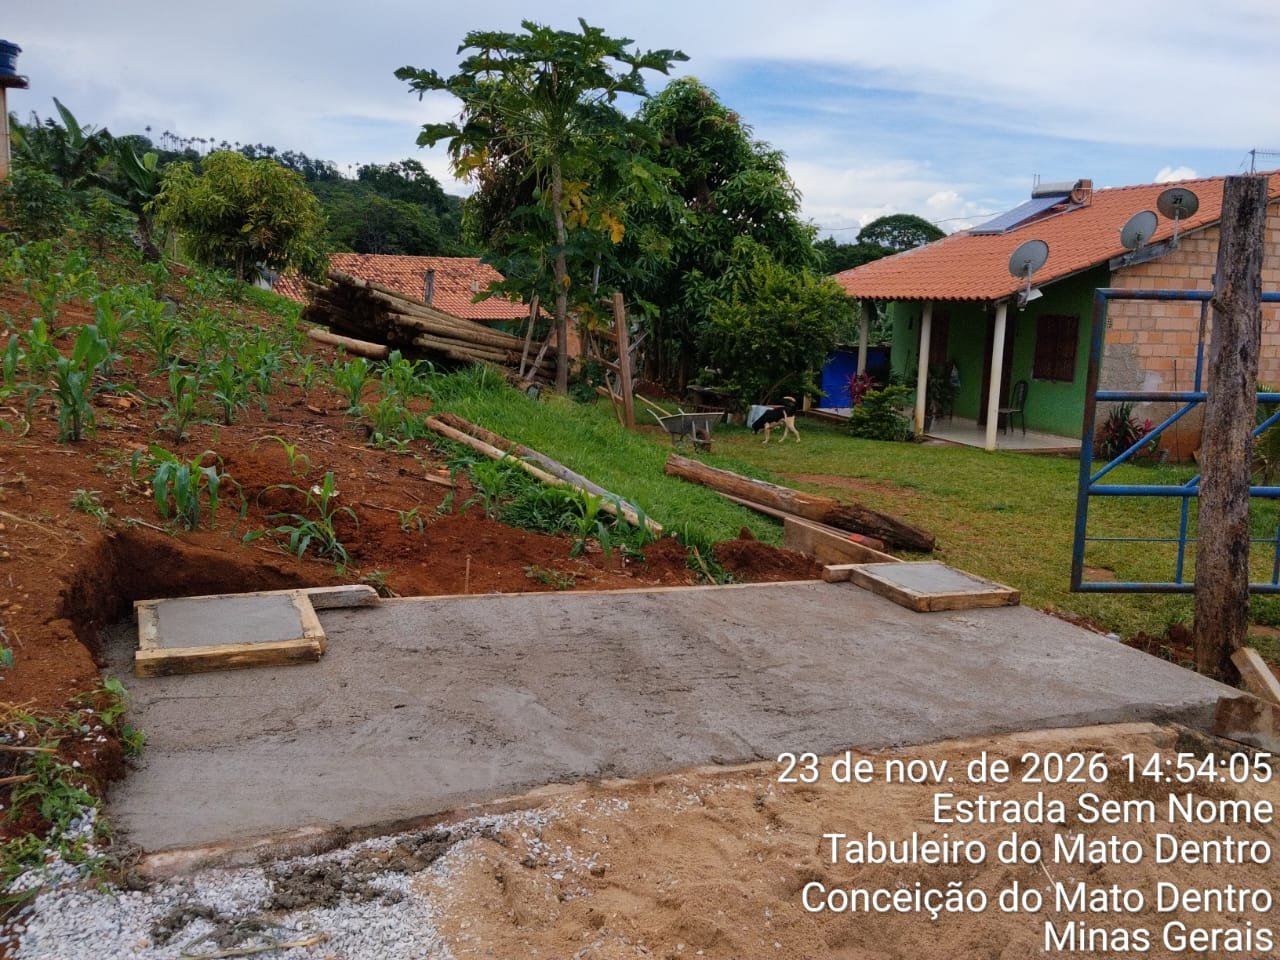 23 de nov. de 2026 14:54:05
Estrada Sem Nome
Tabuleiro do Mato Dentro
Conceição do Mato Dentro
Minas Gerais